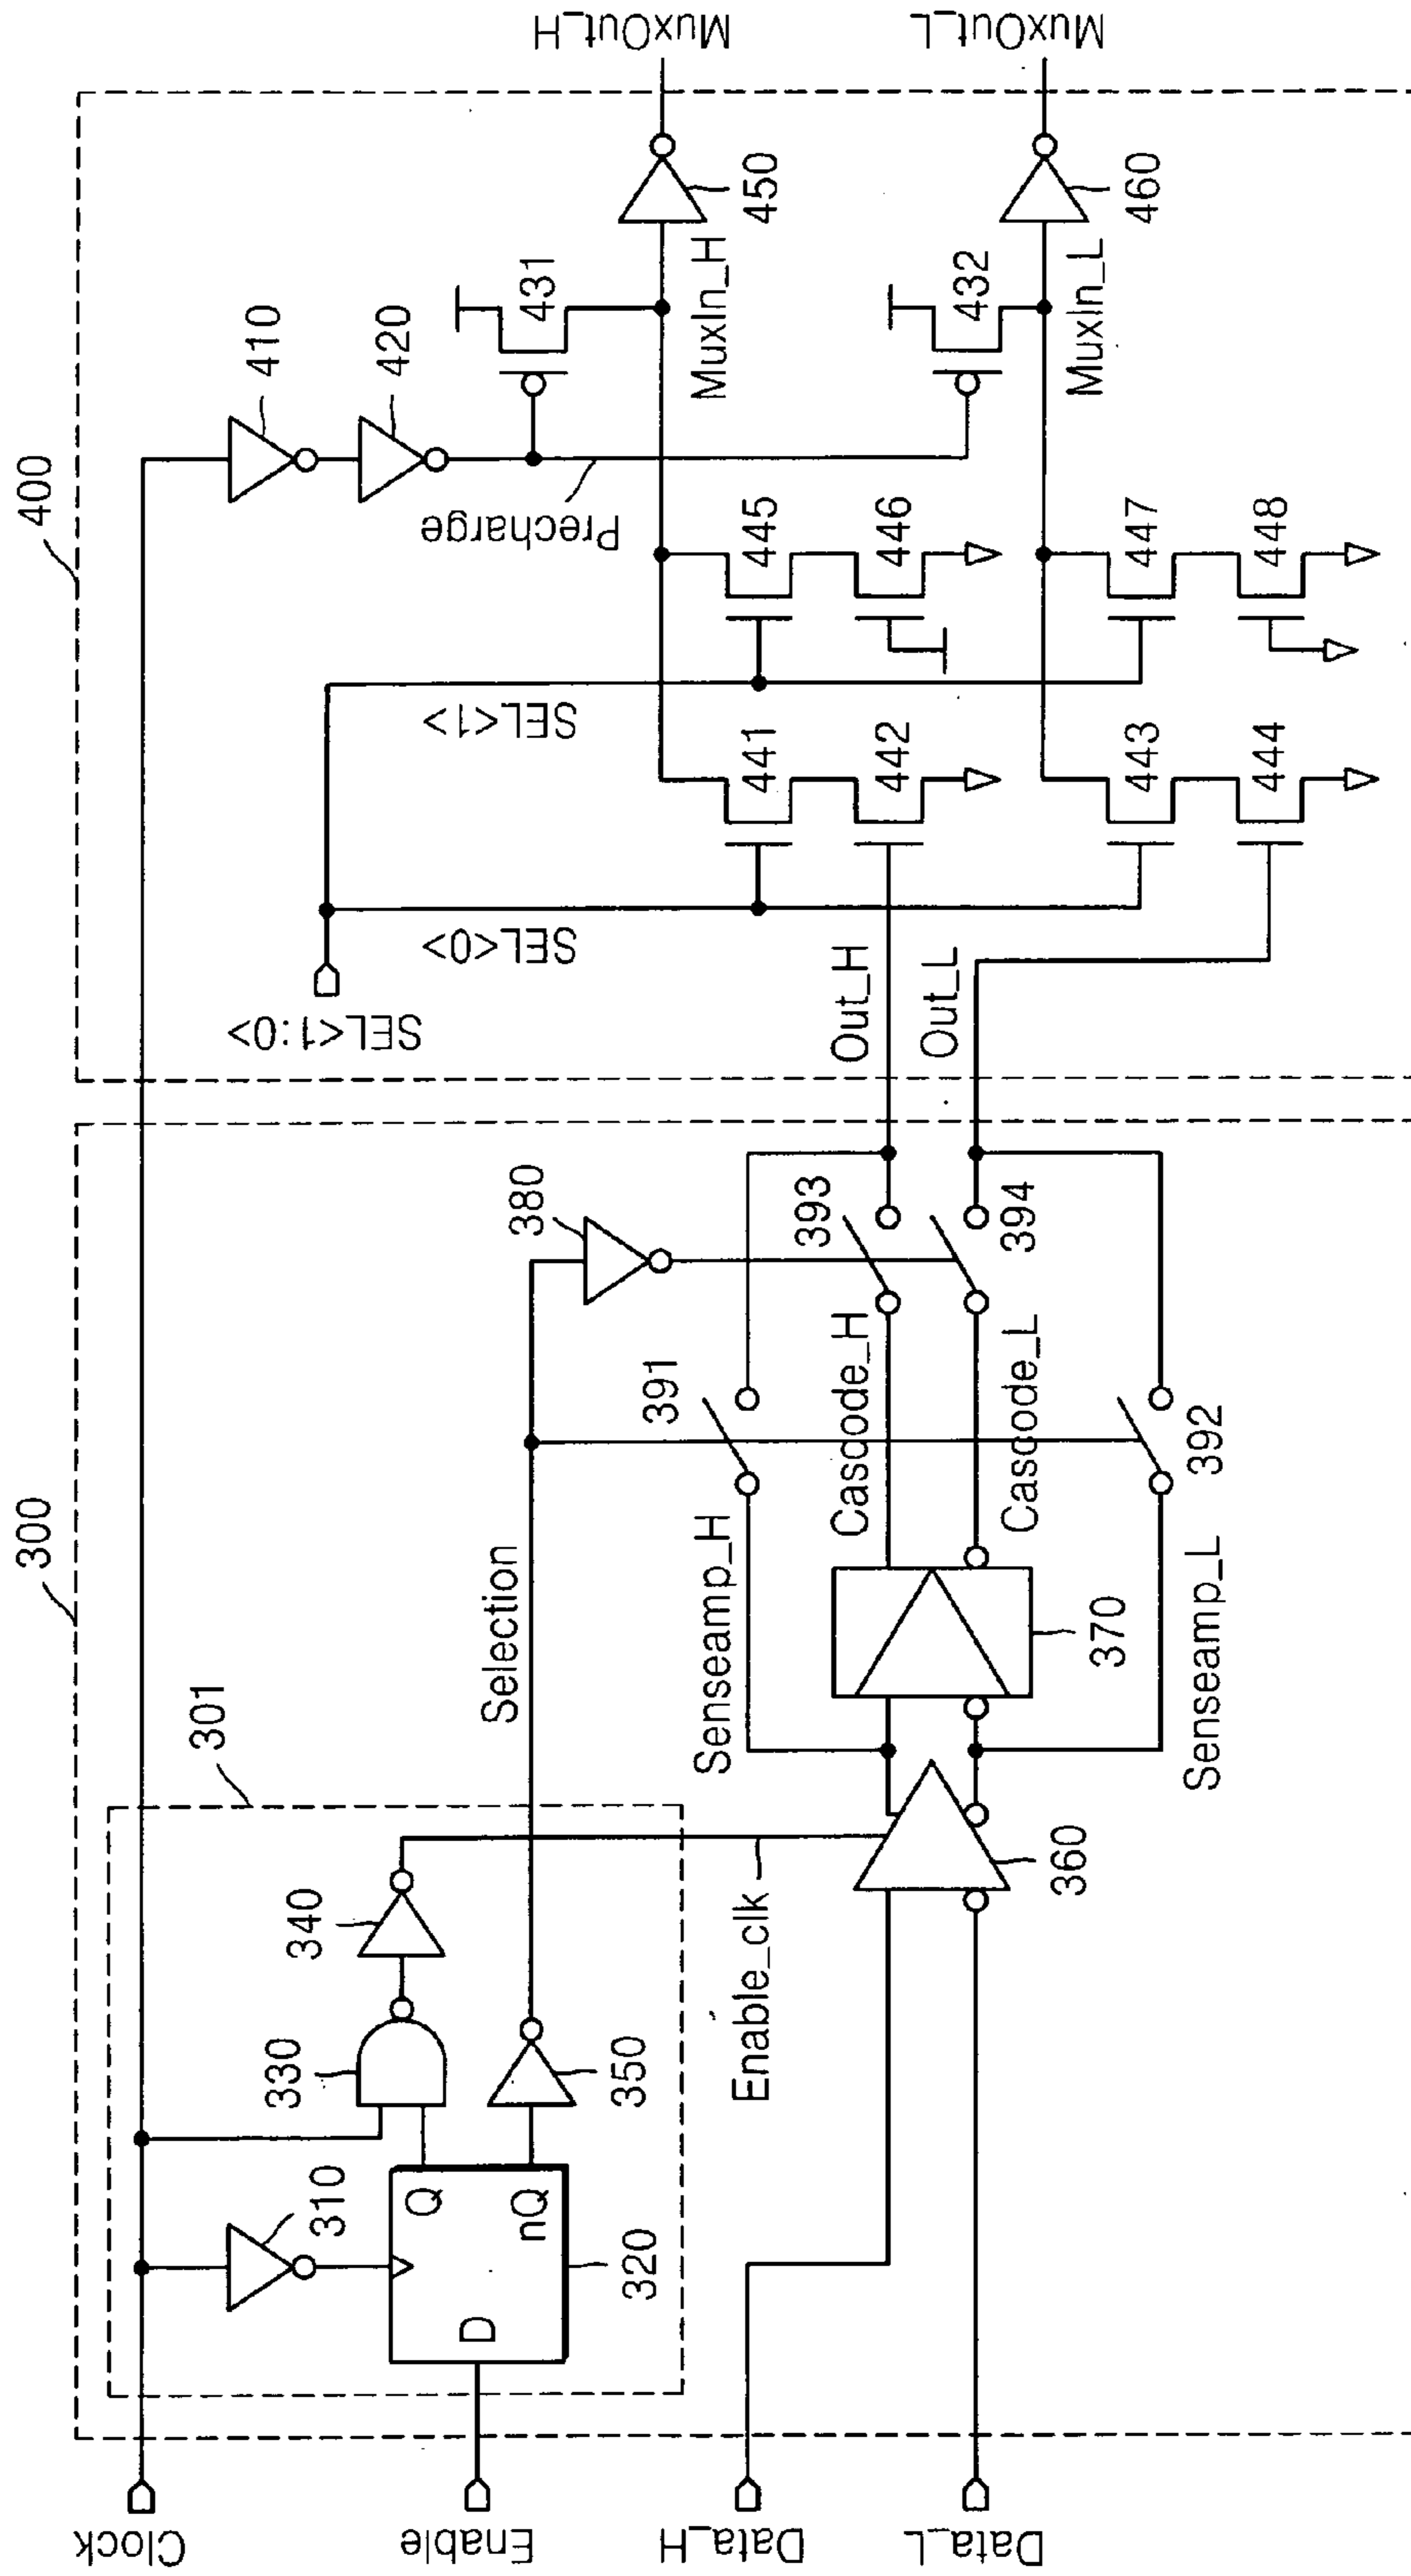 300
400
301
Clock
Enable
Data_H
Data_L
310
320
D
Q
nQ
330
340
350
Enable_clk
360
Selection
Senseamp_H
Senseamp_L
370
Cascode_H
Cascode_L
380
391
392
393
394
Out_H
Out_L
SEL<1:0>
SEL<0>
SEL<1>
410
420
Precharge
431
432
441
442
443
444
445
446
447
448
MuxIn_H
MuxIn_L
450
460
MuxOut_H
MuxOut_L